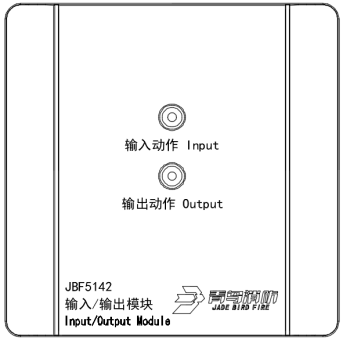 输入动作 Input
输出动作 Output
JBF5142
输入/输出模块
Input/Output Module
青鸟消防
JADE BIRD FIRE